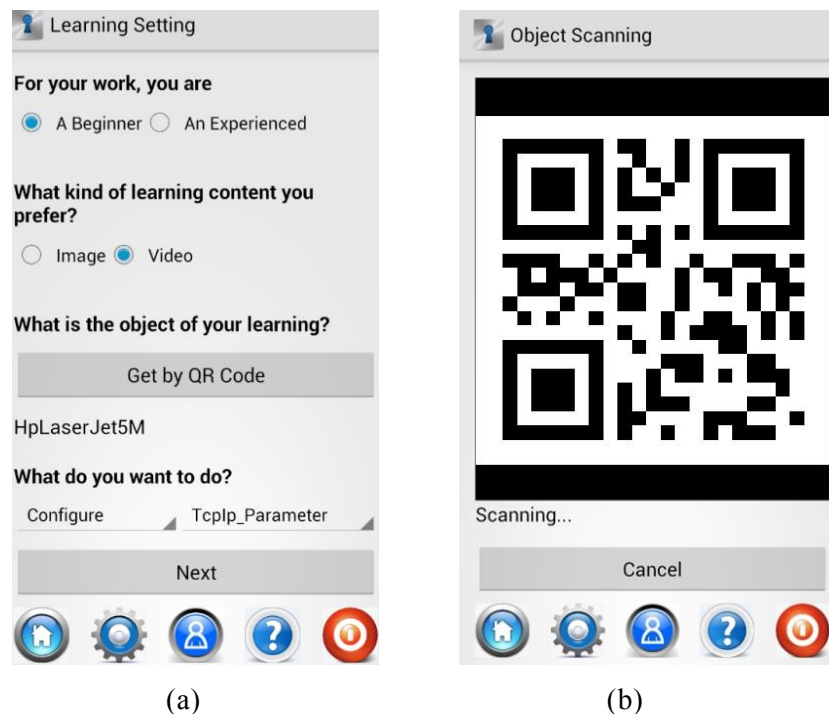 Learning Setting
For your work, you are
A Beginner An Experienced
What kind of learning content you
prefer?
Image Video
What is the object of your learning?
Get by QR Code
HpLaserJet5M
What do you want to do?
Configure TcpIp_Parameter
Next
(a)
Object Scanning
Scanning...
Cancel
(b)